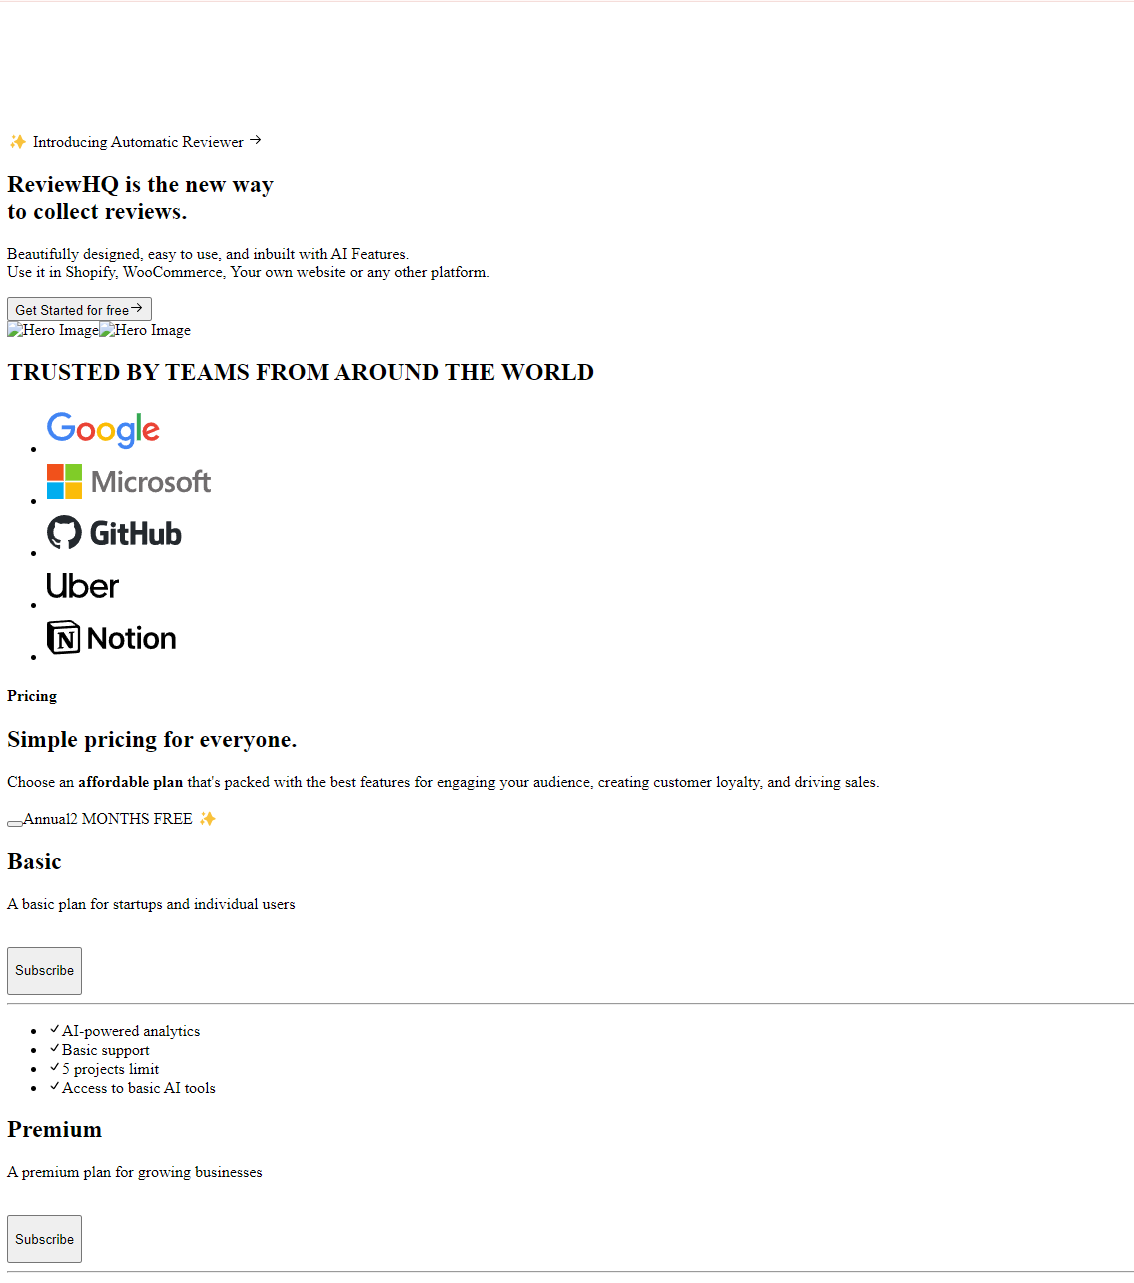 ✨ Introducing Automatic Reviewer →
ReviewHQ is the new way
to collect reviews.
Beautifully designed, easy to use, and inbuilt with AI Features.
Use it in Shopify, WooCommerce, Your own website or any other platform.
Get Started for free →
Hero Image Hero Image
TRUSTED BY TEAMS FROM AROUND THE WORLD
Google
Microsoft
GitHub
Uber
Notion
Pricing
Simple pricing for everyone.
Choose an affordable plan that's packed with the best features for engaging your audience, creating customer loyalty, and driving sales.
Annual2 MONTHS FREE ✨
Basic
A basic plan for startups and individual users
Subscribe
AI-powered analytics
Basic support
5 projects limit
Access to basic AI tools
Premium
A premium plan for growing businesses
Subscribe